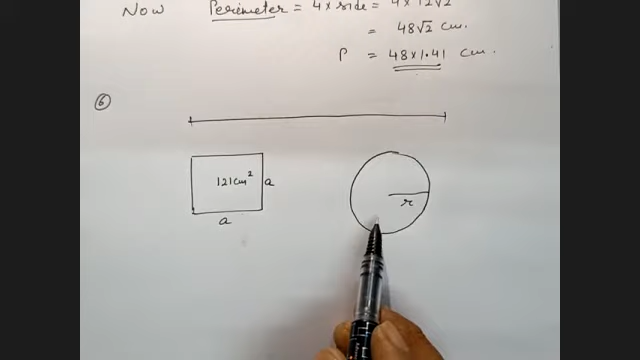 Now Perimeter = 4 x side = 4 x 12√2
= 48√2 cm.
P = 48 x 1.41 cm.
6
121cm²
a
r
a